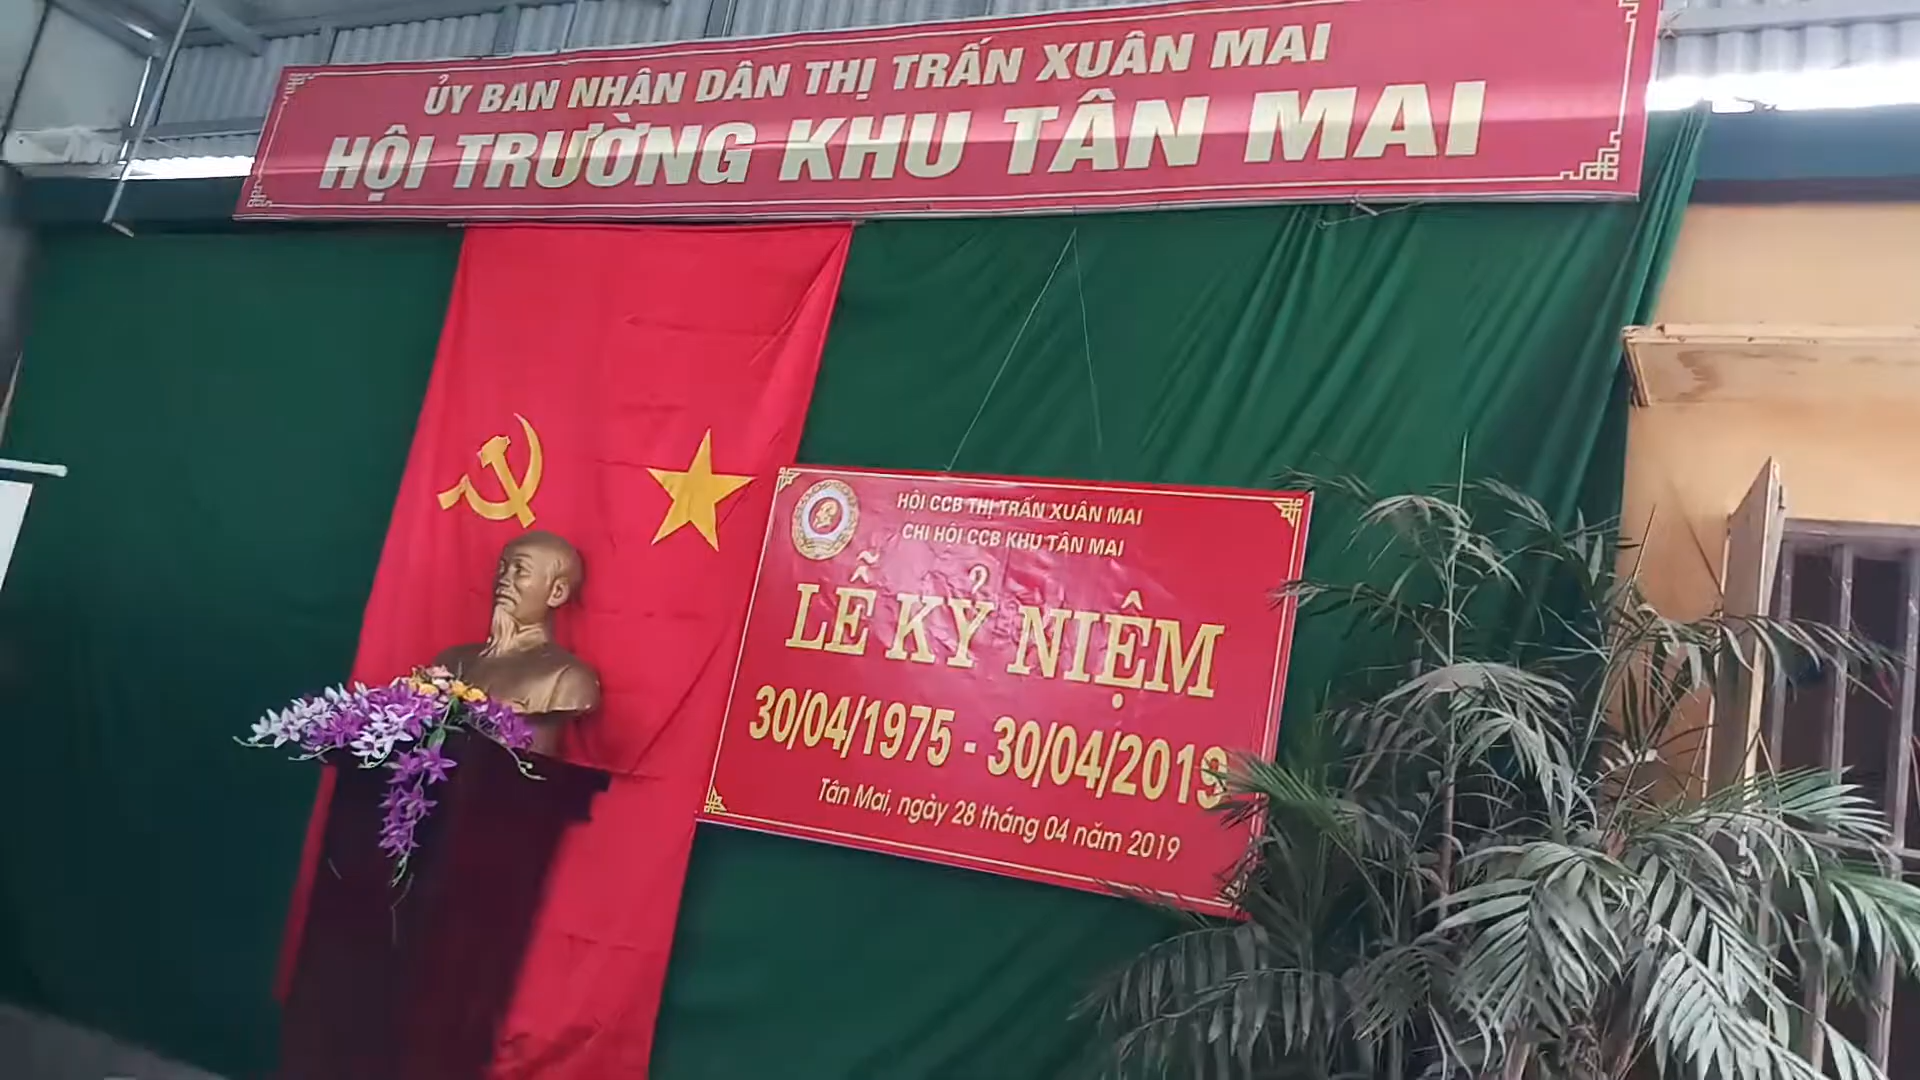 ỦY BAN NHÂN DÂN THỊ TRẤN XUÂN MAI
HỘI TRƯỜNG KHU TÂN MAI
HỘI CCB THỊ TRẤN XUÂN MAI
CHI HỘI CCB KHU TÂN MAI
LỄ KỶ NIỆM
30/04/1975 - 30/04/2019
Tân Mai, ngày 28 tháng 04 năm 2019